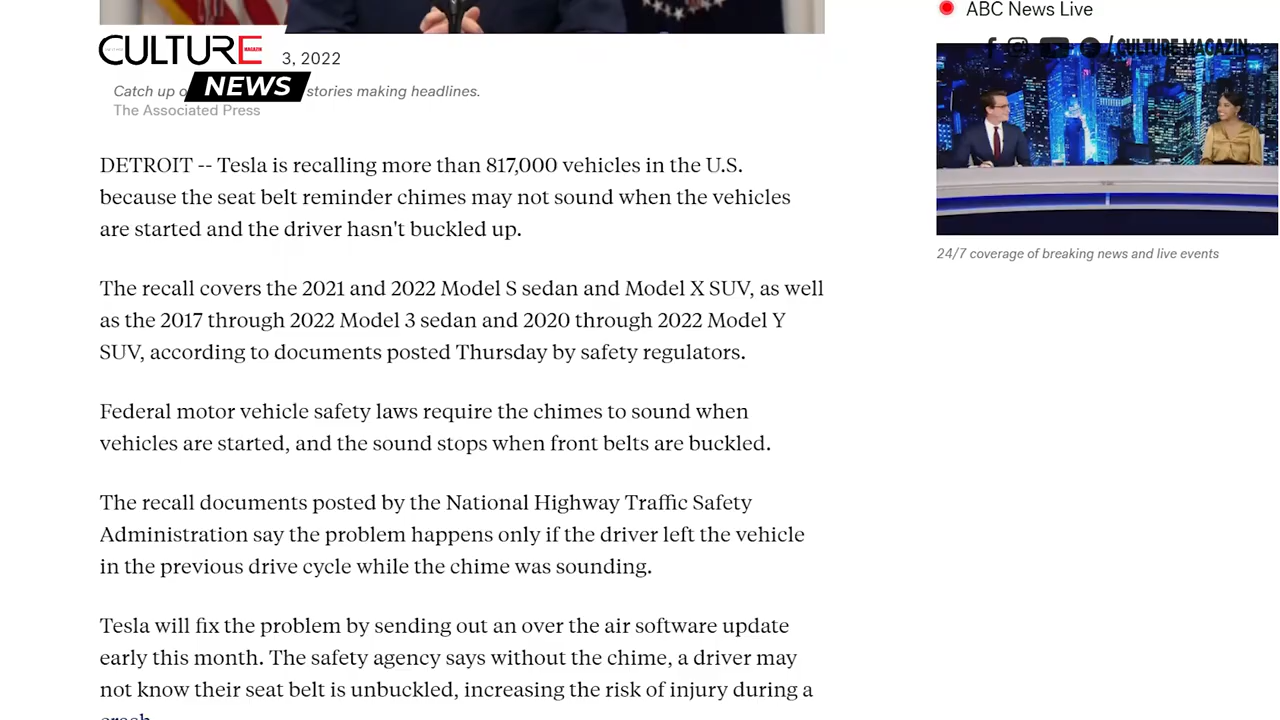 ABC News Live
CULTURE
MAGAZIN
NEWS
3, 2022
/ CULTURE MAGAZIN
Catch up o stories making headlines.
The Associated Press
DETROIT -- Tesla is recalling more than 817,000 vehicles in the U.S.
because the seat belt reminder chimes may not sound when the vehicles
are started and the driver hasn't buckled up.
24/7 coverage of breaking news and live events
The recall covers the 2021 and 2022 Model S sedan and Model X SUV, as well
as the 2017 through 2022 Model 3 sedan and 2020 through 2022 Model Y
SUV, according to documents posted Thursday by safety regulators.
Federal motor vehicle safety laws require the chimes to sound when
vehicles are started, and the sound stops when front belts are buckled.
The recall documents posted by the National Highway Traffic Safety
Administration say the problem happens only if the driver left the vehicle
in the previous drive cycle while the chime was sounding.
Tesla will fix the problem by sending out an over the air software update
early this month. The safety agency says without the chime, a driver may
not know their seat belt is unbuckled, increasing the risk of injury during a